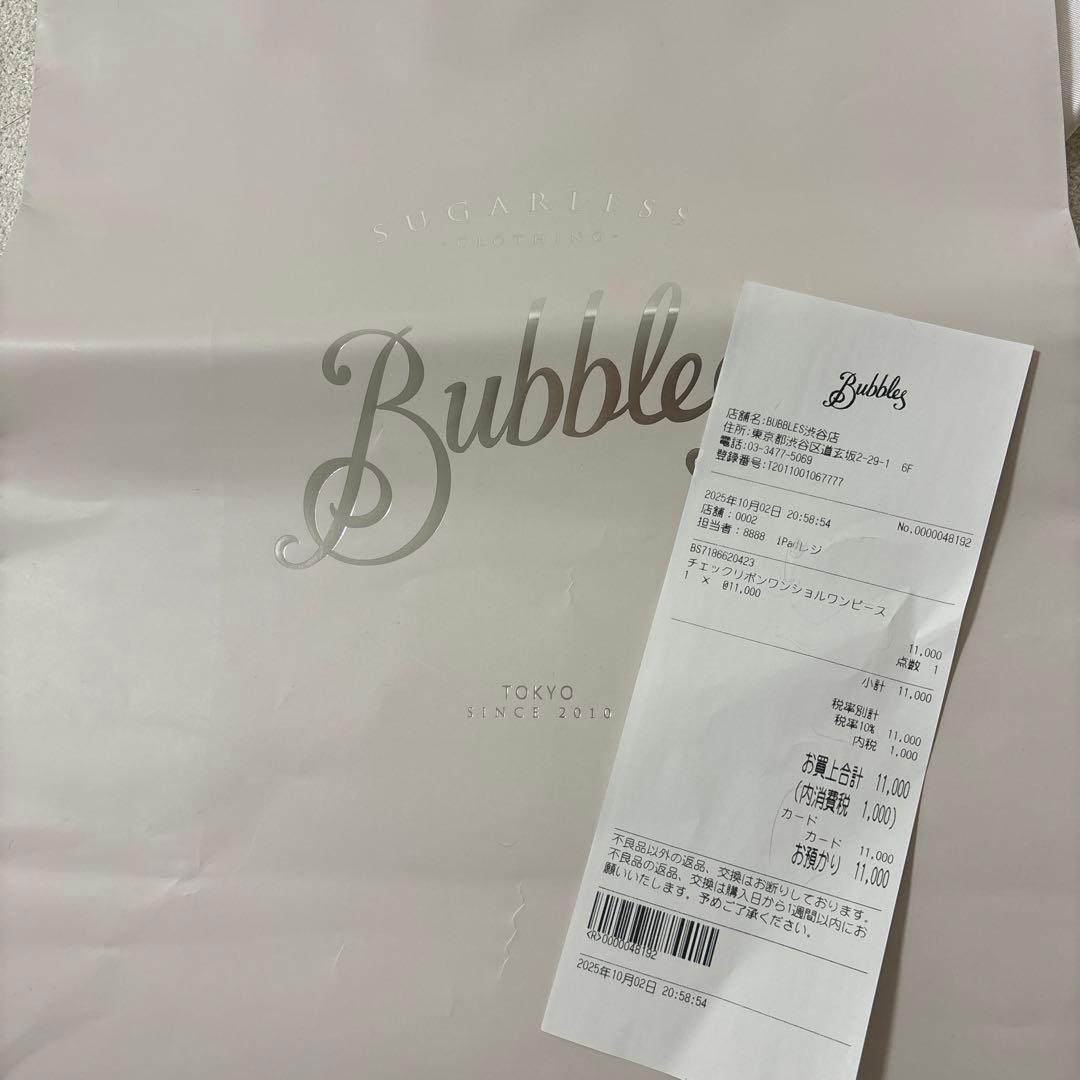 SUGARLESS
-CLOTHING-
Bubbles
TOKYO
SINCE 2010
Bubbles
店舗名:BUBBLES渋谷店
住所:東京都渋谷区道玄坂2-29-1 6F
電話:03-3477-5069
登録番号:T2011001067777
2025年10月02日 20:58:54 No.0000048192
店舗:0002
担当者:8888 iPadレジ
BS7186620423
チェックリボンワンショルワンピース
1 × @11,000
11,000
点数 1
小計 11,000
税率別計
税率10% 11,000
内税 1,000
お買上合計 11,000
(内消費税 1,000)
カード
カード 11,000
お預かり 11,000
不良品以外の返品、交換はお断りしております。
不良品の返品、交換は購入日から1週間以内にお
願いいたします。予めご了承ください。
<R>0000048192
2025年10月02日 20:58:54